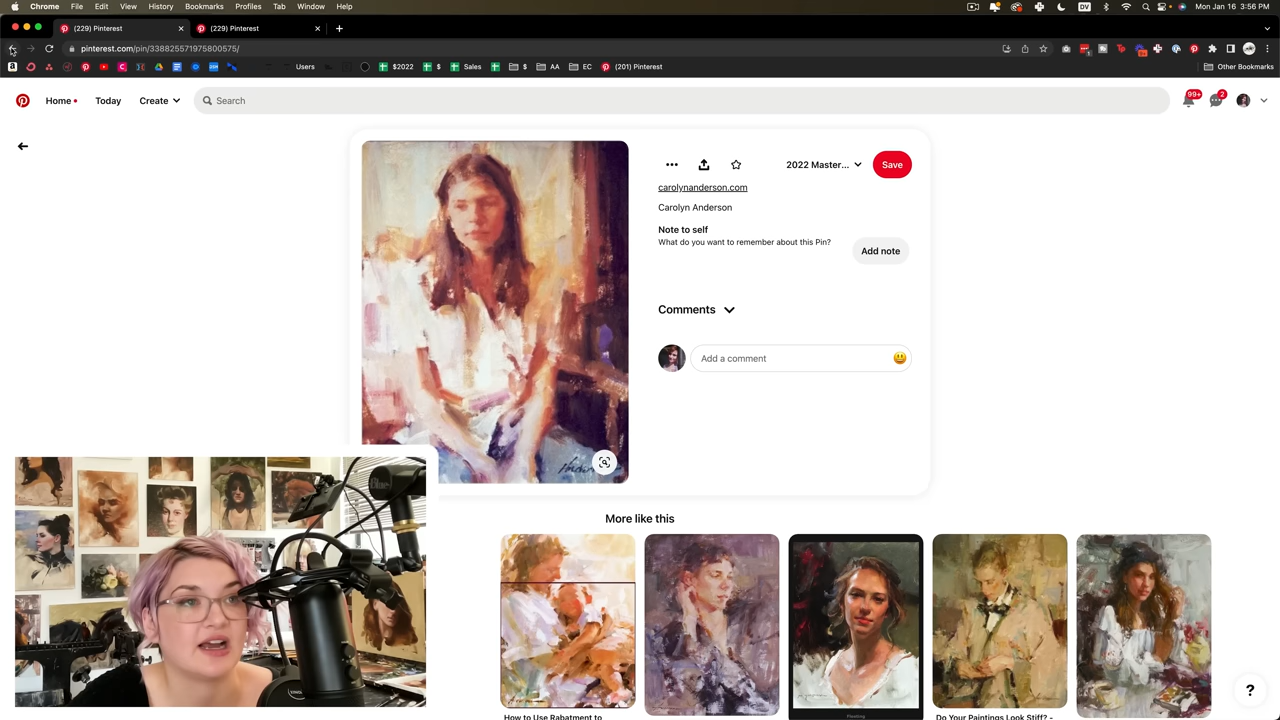 Chrome File Edit View History Bookmarks Profiles Tab Window Help
DV Mon Jan 16 3:56 PM
(229) Pinterest
(229) Pinterest
pinterest.com/pin/338825571975800575/
Users $2022 $ Sales $ AA EC (201) Pinterest Other Bookmarks
Home Today Create Search 99+ 2
2022 Master... Save
carolynanderson.com
Carolyn Anderson
Note to self
What do you want to remember about this Pin?
Add note
Comments
Add a comment
More like this
How to Use Rabatment to
Do Your Paintings Look Stiff? -
?